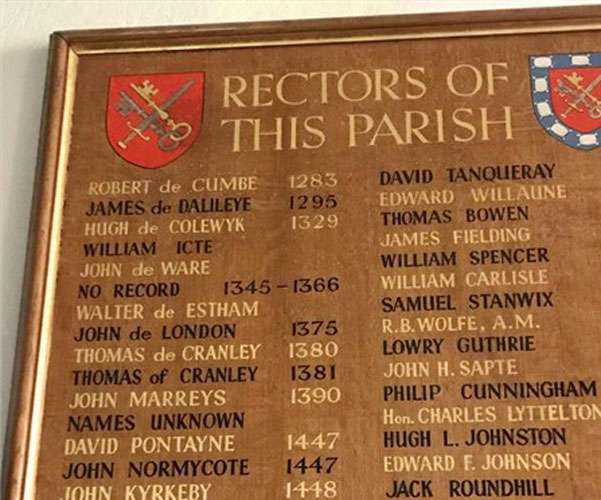 RECTORS OF
THIS PARISH
ROBERT de CUMBE 1283
JAMES de DALILEYE 1295
HUGH de COLEWYK 1329
WILLIAM ICTE
JOHN de WARE
NO RECORD 1345-1366
WALTER de ESTHAM
JOHN de LONDON 1375
THOMAS de CRANLEY 1380
THOMAS of CRANLEY 1381
JOHN MARREYS 1390
NAMES UNKNOWN
DAVID PONTAYNE 1447
JOHN NORMYCOTE 1447
JOHN KYRKEBY 1448
DAVID TANQUERAY
EDWARD WILLAUNE
THOMAS BOWEN
JAMES FIELDING
WILLIAM SPENCER
WILLIAM CARLISLE
SAMUEL STANWIX
R.B. WOLFE, A.M.
LOWRY GUTHRIE
JOHN H. SAPTE
PHILIP CUNNINGHAM
Hon. CHARLES LYTTELTON
HUGH L. JOHNSTON
EDWARD F. JOHNSON
JACK ROUNDHILL